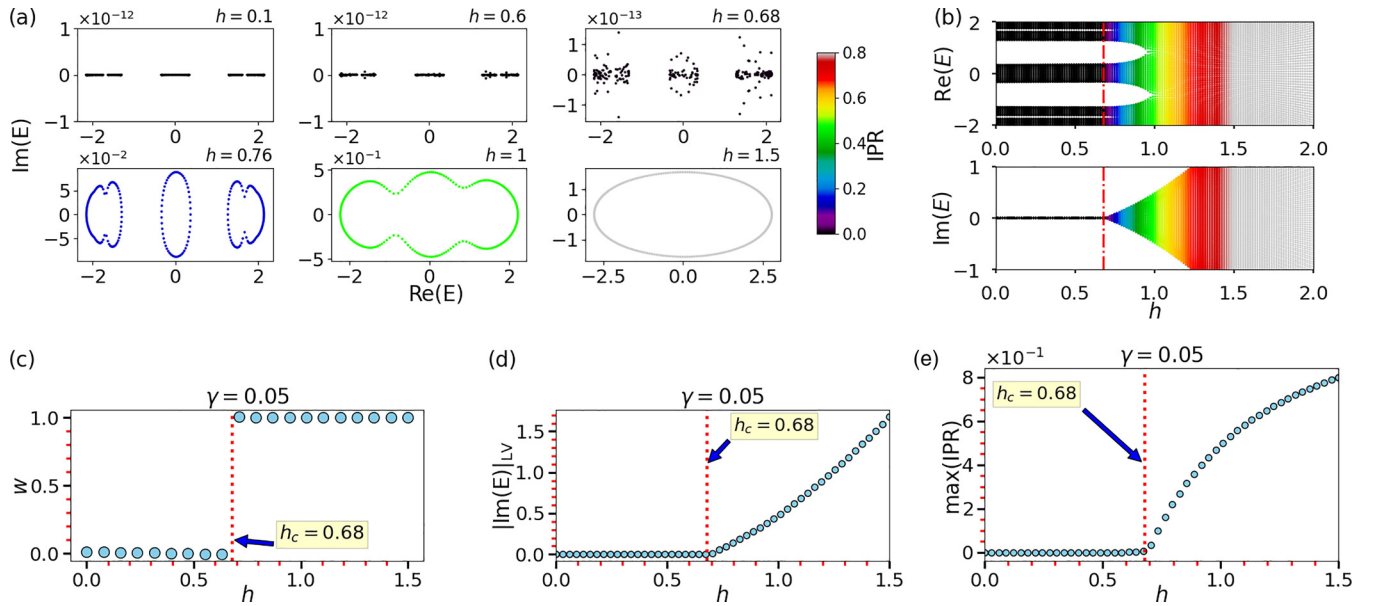 (a)
×10⁻¹² h = 0.1
×10⁻¹² h = 0.6
×10⁻¹³ h = 0.68
1
0
−1
−2 0 2
1
0
−1
−2 0 2
1
0
−1
−2 0 2
Im(E)
×10⁻² h = 0.76
×10⁻¹ h = 1
h = 1.5
5
0
−5
−2 0 2
5
0
−5
−2 0 2
1
0
−1
−2.5 0.0 2.5
Re(E)
0.8
0.6
0.4
0.2
0.0
IPR
(b)
2
0
−2
Re(E)
0.0 0.5 1.0 1.5 2.0
1
0
−1
Im(E)
0.0 0.5 1.0 1.5 2.0
h
(c)
γ = 0.05
1.0
0.5
0.0
w
h_c = 0.68
0.0 0.5 1.0 1.5
h
(d)
γ = 0.05
1.5
1.0
0.5
0.0
|Im(E)|_LV
h_c = 0.68
0.0 0.5 1.0 1.5
h
(e)
×10⁻¹
γ = 0.05
8
4
0
max(IPR)
h_c = 0.68
0.0 0.5 1.0 1.5
h